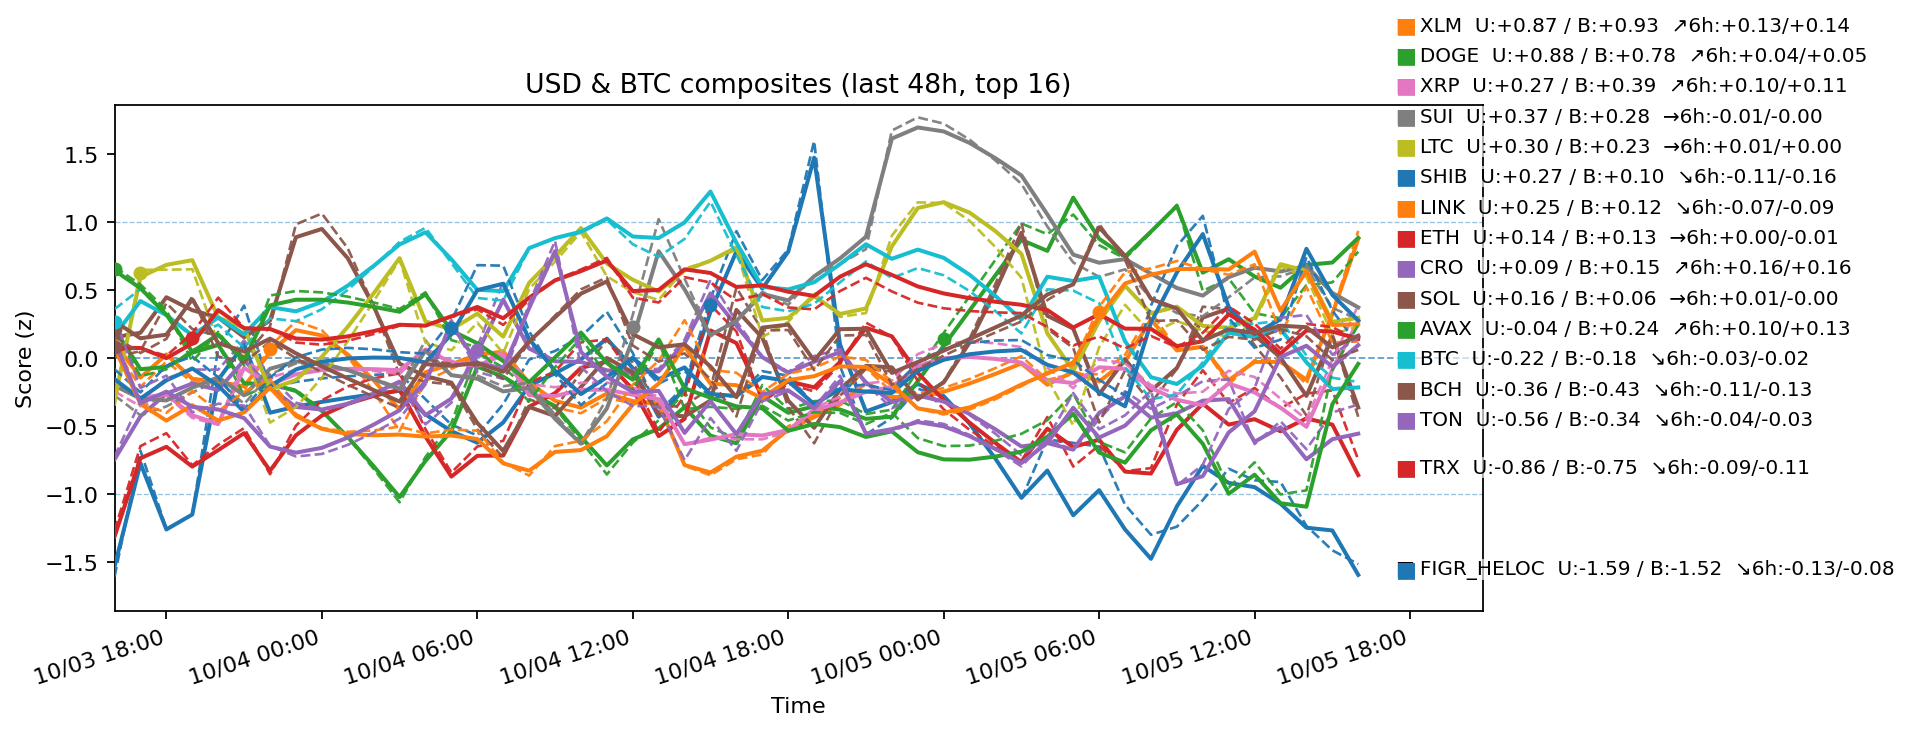 XLM  U:+0.87 / B:+0.93  ↗6h:+0.13/+0.14
DOGE  U:+0.88 / B:+0.78  ↗6h:+0.04/+0.05
USD & BTC composites (last 48h, top 16)
XRP  U:+0.27 / B:+0.39  ↗6h:+0.10/+0.11
SUI  U:+0.37 / B:+0.28  →6h:-0.01/-0.00
LTC  U:+0.30 / B:+0.23  →6h:+0.01/+0.00
SHIB  U:+0.27 / B:+0.10  ↘6h:-0.11/-0.16
LINK  U:+0.25 / B:+0.12  ↘6h:-0.07/-0.09
ETH  U:+0.14 / B:+0.13  →6h:+0.00/-0.01
CRO  U:+0.09 / B:+0.15  ↗6h:+0.16/+0.16
SOL  U:+0.16 / B:+0.06  →6h:+0.01/-0.00
AVAX  U:-0.04 / B:+0.24  ↗6h:+0.10/+0.13
BTC  U:-0.22 / B:-0.18  ↘6h:-0.03/-0.02
BCH  U:-0.36 / B:-0.43  ↘6h:-0.11/-0.13
TON  U:-0.56 / B:-0.34  ↘6h:-0.04/-0.03
TRX  U:-0.86 / B:-0.75  ↘6h:-0.09/-0.11
FIGR_HELOC  U:-1.59 / B:-1.52  ↘6h:-0.13/-0.08
Score (z)
1.5
1.0
0.5
0.0
−0.5
−1.0
−1.5
10/03 18:00
10/04 00:00
10/04 06:00
10/04 12:00
10/04 18:00
10/05 00:00
10/05 06:00
10/05 12:00
10/05 18:00
Time